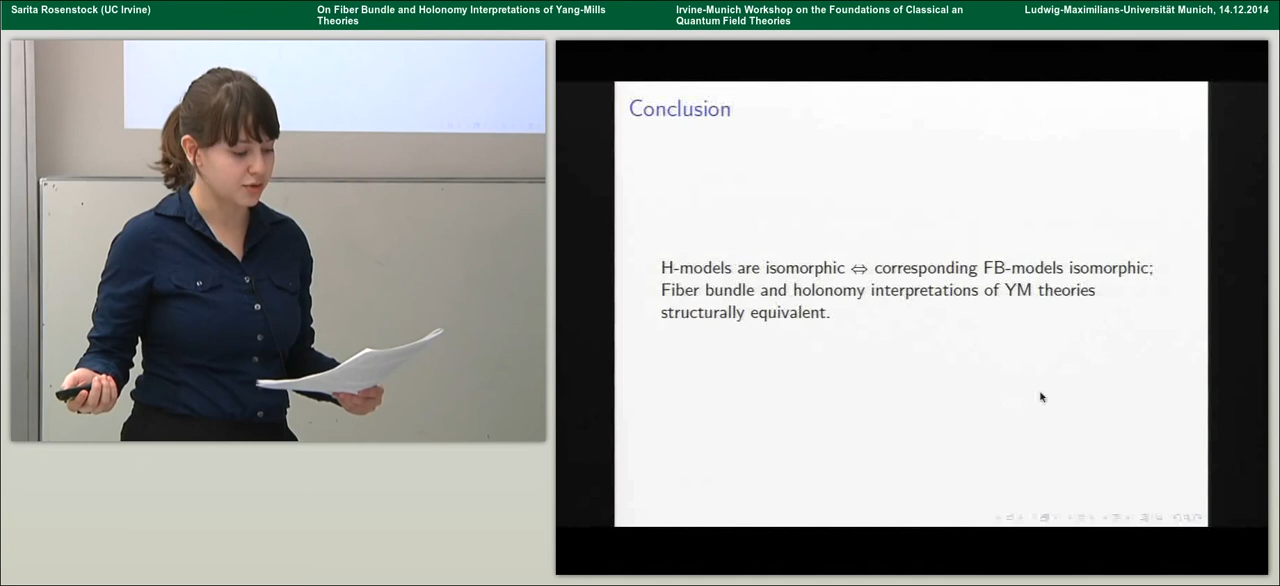 Sarita Rosenstock (UC Irvine)
On Fiber Bundle and Holonomy Interpretations of Yang-Mills
Theories
Irvine-Munich Workshop on the Foundations of Classical an
Quantum Field Theories
Ludwig-Maximilians-Universität Munich, 14.12.2014
Conclusion
H-models are isomorphic ⇔ corresponding FB-models isomorphic;
Fiber bundle and holonomy interpretations of YM theories
structurally equivalent.